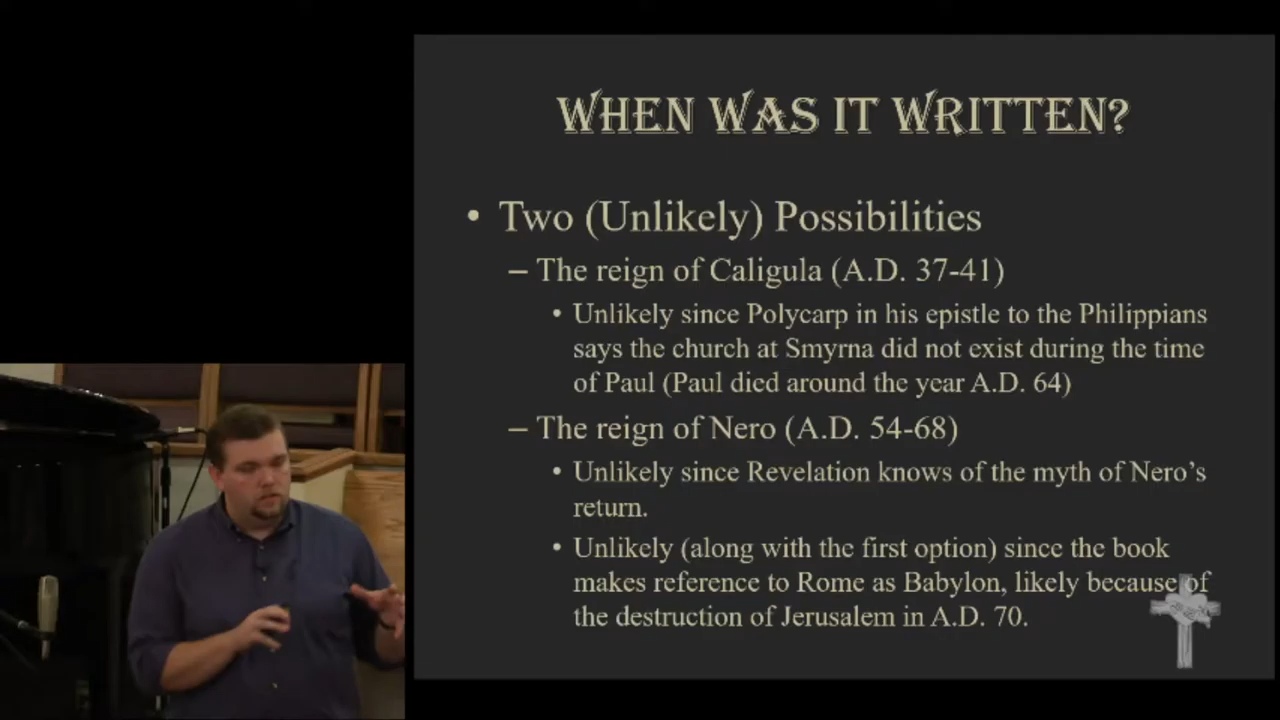 WHEN WAS IT WRITTEN?
• Two (Unlikely) Possibilities
– The reign of Caligula (A.D. 37-41)
• Unlikely since Polycarp in his epistle to the Philippians
says the church at Smyrna did not exist during the time
of Paul (Paul died around the year A.D. 64)
– The reign of Nero (A.D. 54-68)
• Unlikely since Revelation knows of the myth of Nero's
return.
• Unlikely (along with the first option) since the book
makes reference to Rome as Babylon, likely because of
the destruction of Jerusalem in A.D. 70.